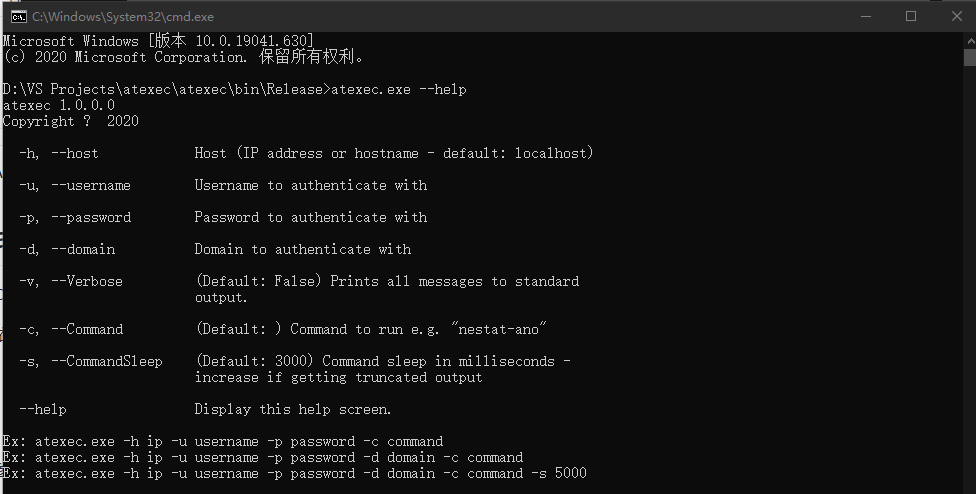 C:\Windows\System32\cmd.exe
Microsoft Windows [版本 10.0.19041.630]
(c) 2020 Microsoft Corporation. 保留所有权利。
D:\VS Projects\atexec\atexec\bin\Release>atexec.exe --help
atexec 1.0.0.0
Copyright ?  2020
-h, --host Host (IP address or hostname - default: localhost)
-u, --username Username to authenticate with
-p, --password Password to authenticate with
-d, --domain Domain to authenticate with
-v, --Verbose (Default: False) Prints all messages to standard
output.
-c, --Command (Default: ) Command to run e.g. "nestat-ano"
-s, --CommandSleep (Default: 3000) Command sleep in milliseconds -
increase if getting truncated output
--help Display this help screen.
Ex: atexec.exe -h ip -u username -p password -c command
Ex: atexec.exe -h ip -u username -p password -d domain -c command
Ex: atexec.exe -h ip -u username -p password -d domain -c command -s 5000